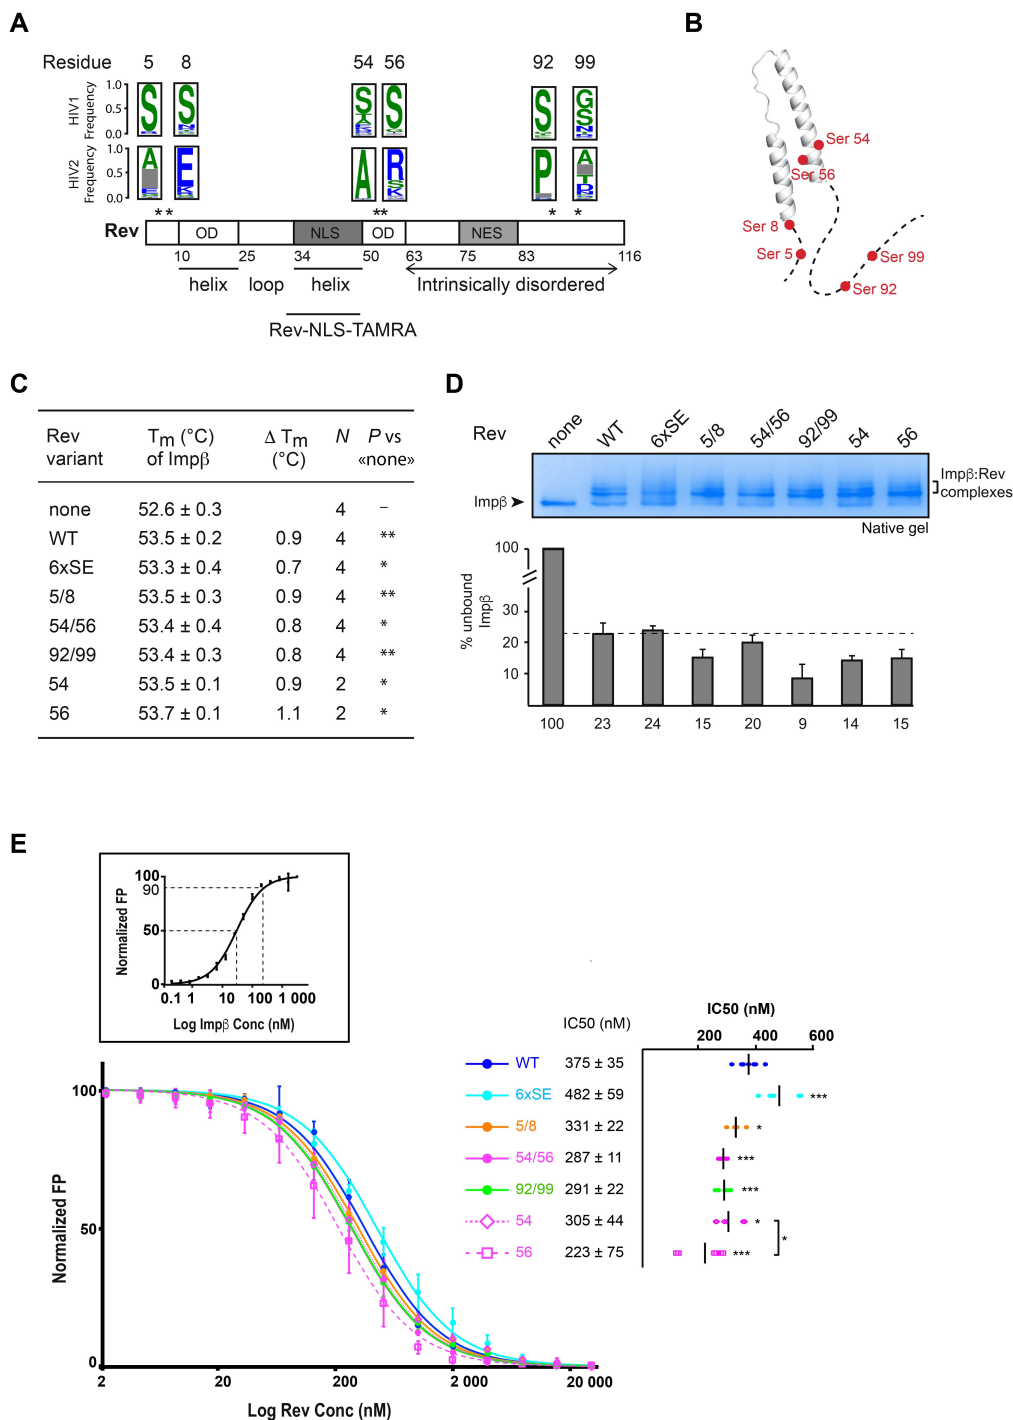 A
Residue 5 8 54 56 92 99
HIV1 Frequency 1.0 0.5 0.0 S S S S S G S N
HIV2 Frequency 1.0 0.5 0.0 A E A R S K P A T
** ** * *
Rev OD NLS OD NES
10 25 34 50 63 75 83 116
helix loop helix Intrinsically disordered
Rev-NLS-TAMRA
B
Ser 54
Ser 56
Ser 8
Ser 5
Ser 99
Ser 92
C
Rev variant Tm (°C) of Impβ Δ Tm (°C) N P vs «none»
none 52.6 ± 0.3 4 –
WT 53.5 ± 0.2 0.9 4 **
6xSE 53.3 ± 0.4 0.7 4 *
5/8 53.5 ± 0.3 0.9 4 **
54/56 53.4 ± 0.4 0.8 4 *
92/99 53.4 ± 0.3 0.8 4 **
54 53.5 ± 0.1 0.9 2 *
56 53.7 ± 0.1 1.1 2 *
D
Rev none WT 6xSE 5/8 54/56 92/99 54 56
Impβ
Impβ:Rev complexes
Native gel
% unbound Impβ
100
30
20
10
100 23 24 15 20 9 14 15
E
Normalized FP
100
90
50
0
0.1 1 10 100 1 000
Log Impβ Conc (nM)
IC50 (nM)
WT 375 ± 35
6xSE 482 ± 59
5/8 331 ± 22
54/56 287 ± 11
92/99 291 ± 22
54 305 ± 44
56 223 ± 75
IC50 (nM)
200 400 600
***
*
***
***
*
***
*
Normalized FP
100
50
0
2 20 200 2 000 20 000
Log Rev Conc (nM)